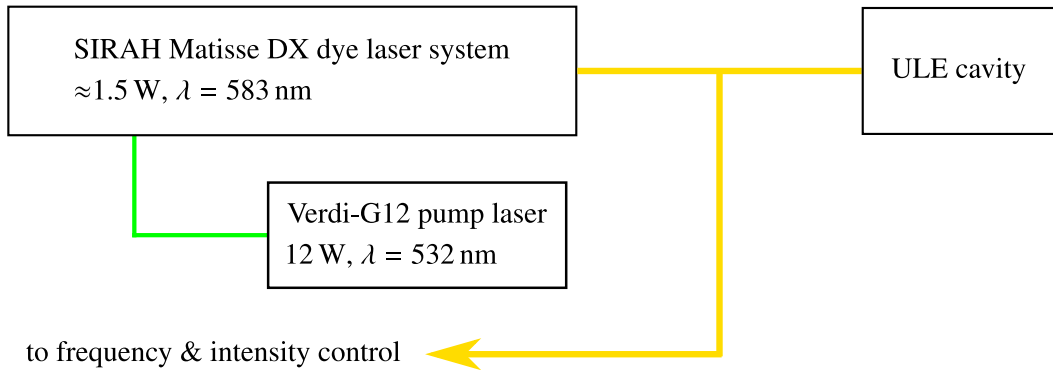 SIRAH Matisse DX dye laser system
≈1.5 W, λ = 583 nm
ULE cavity
Verdi-G12 pump laser
12 W, λ = 532 nm
to frequency & intensity control